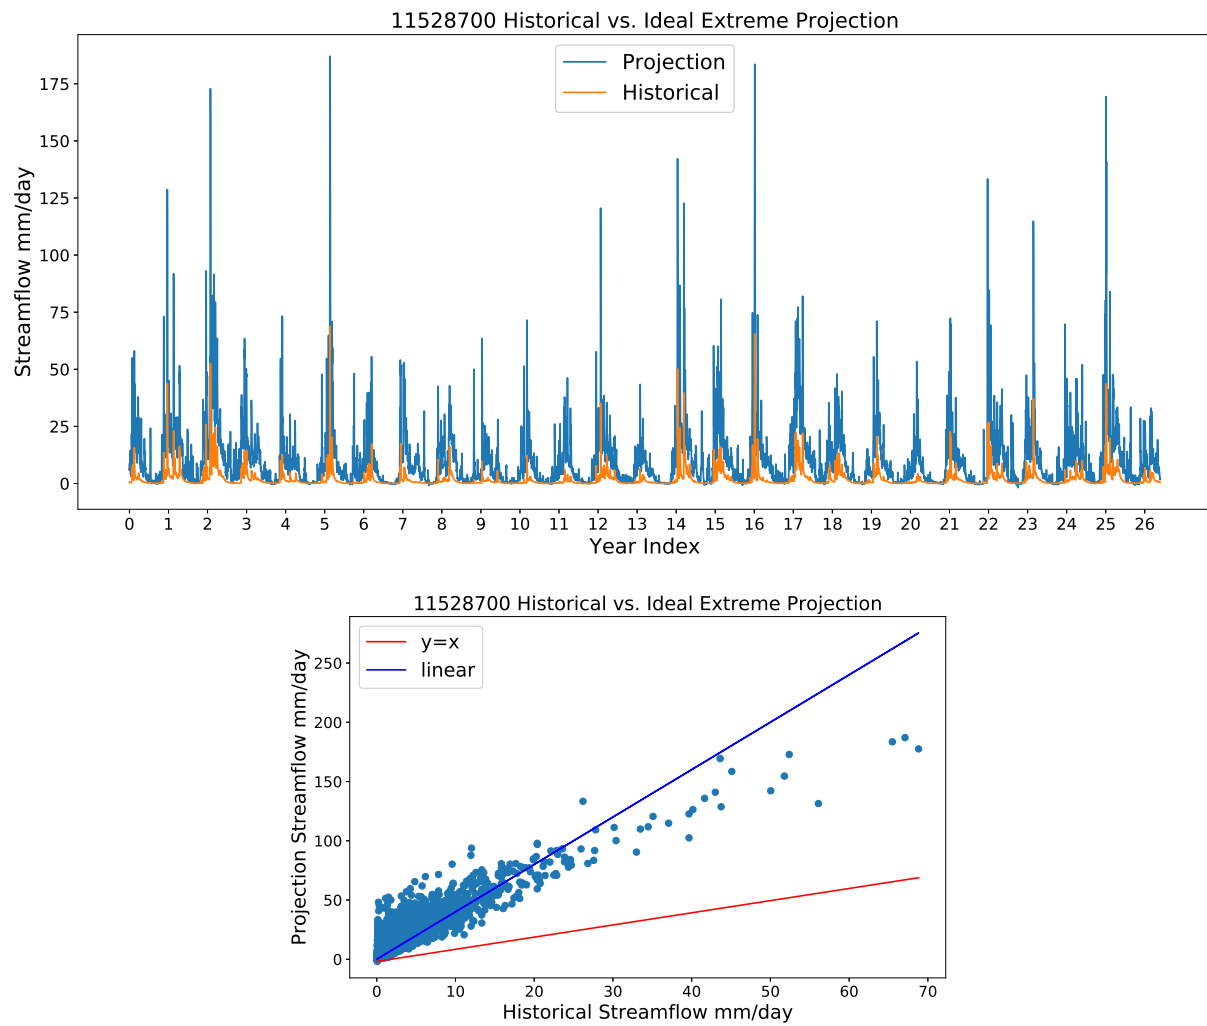 11528700 Historical vs. Ideal Extreme Projection
Projection
Historical
Streamflow mm/day
175
150
125
100
75
50
25
0
0 1 2 3 4 5 6 7 8 9 10 11 12 13 14 15 16 17 18 19 20 21 22 23 24 25 26
Year Index
11528700 Historical vs. Ideal Extreme Projection
y=x
linear
Projection Streamflow mm/day
250
200
150
100
50
0
0 10 20 30 40 50 60 70
Historical Streamflow mm/day